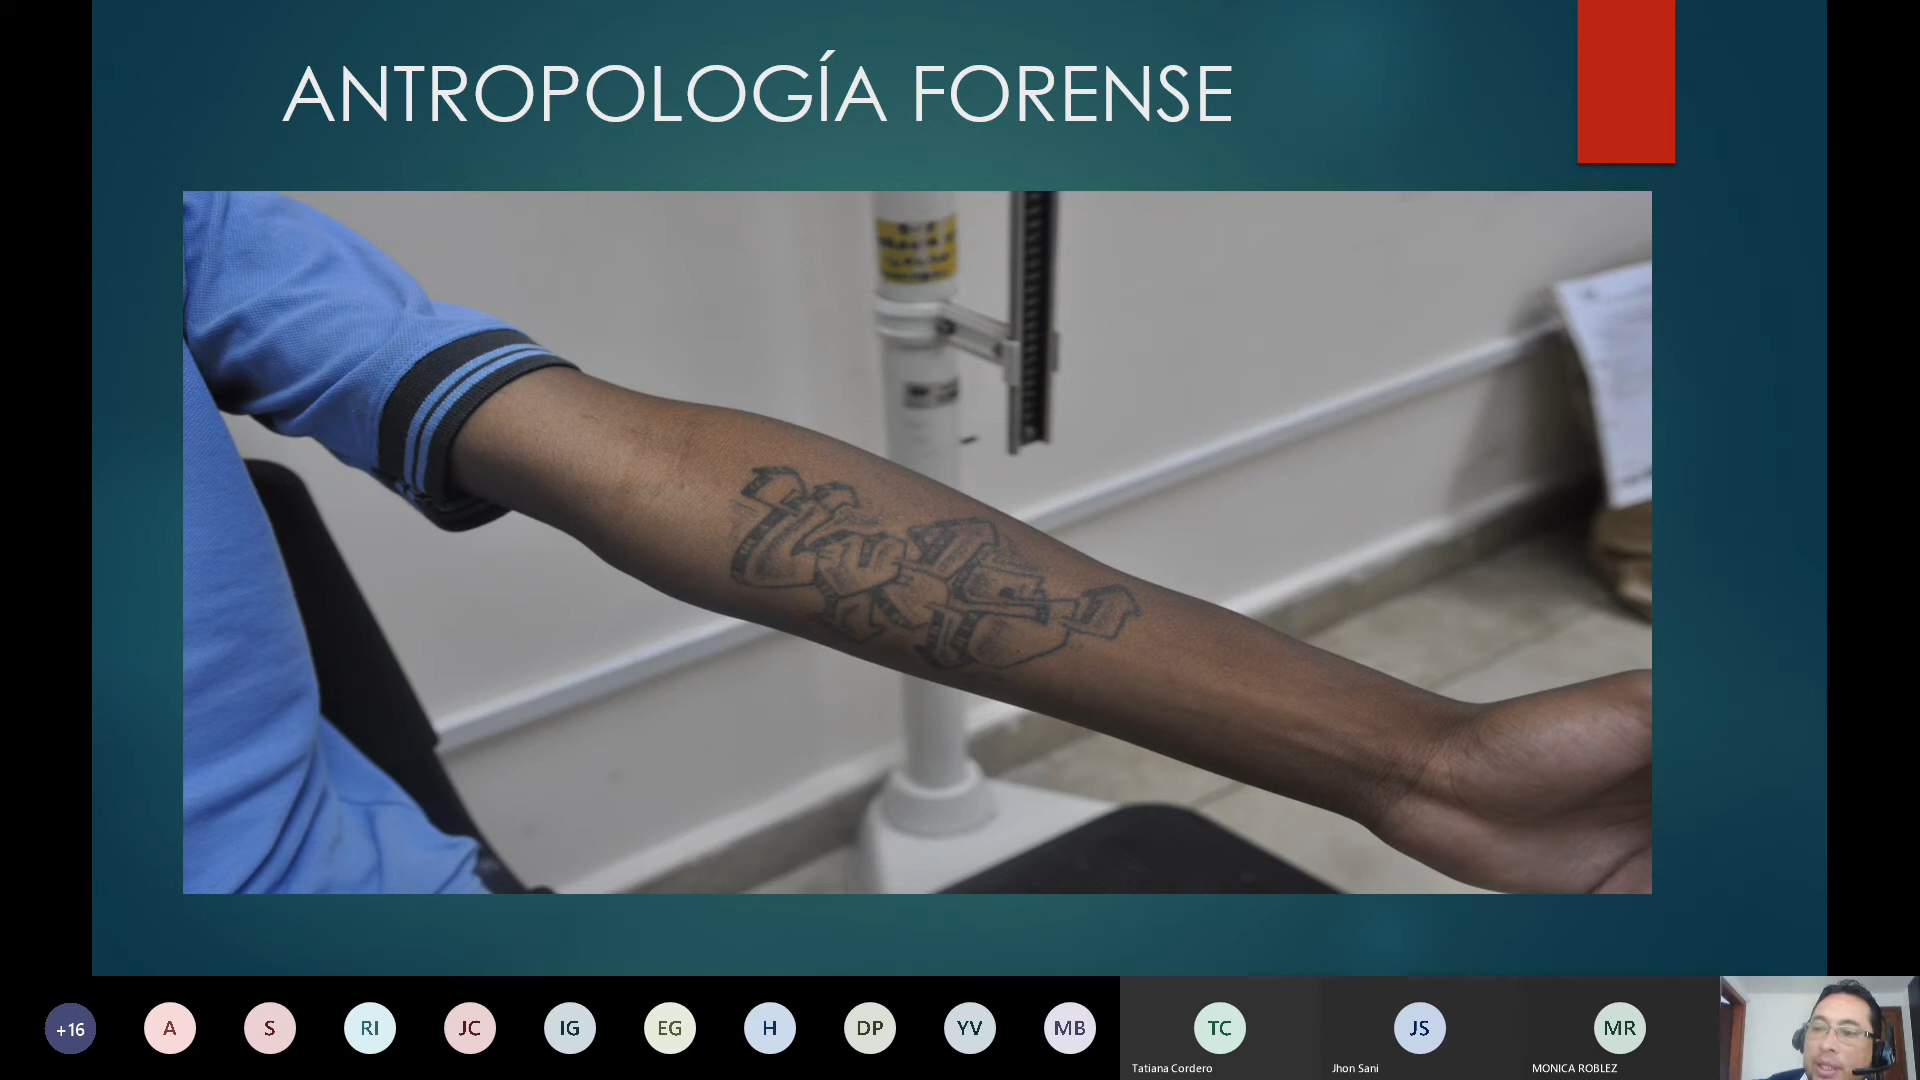 ANTROPOLOGÍA FORENSE
+16
A
S
RI
JC
IG
EG
H
DP
YV
MB
TC
JS
MR
Tatiana Cordero
Jhon Sani
MONICA ROBLEZ